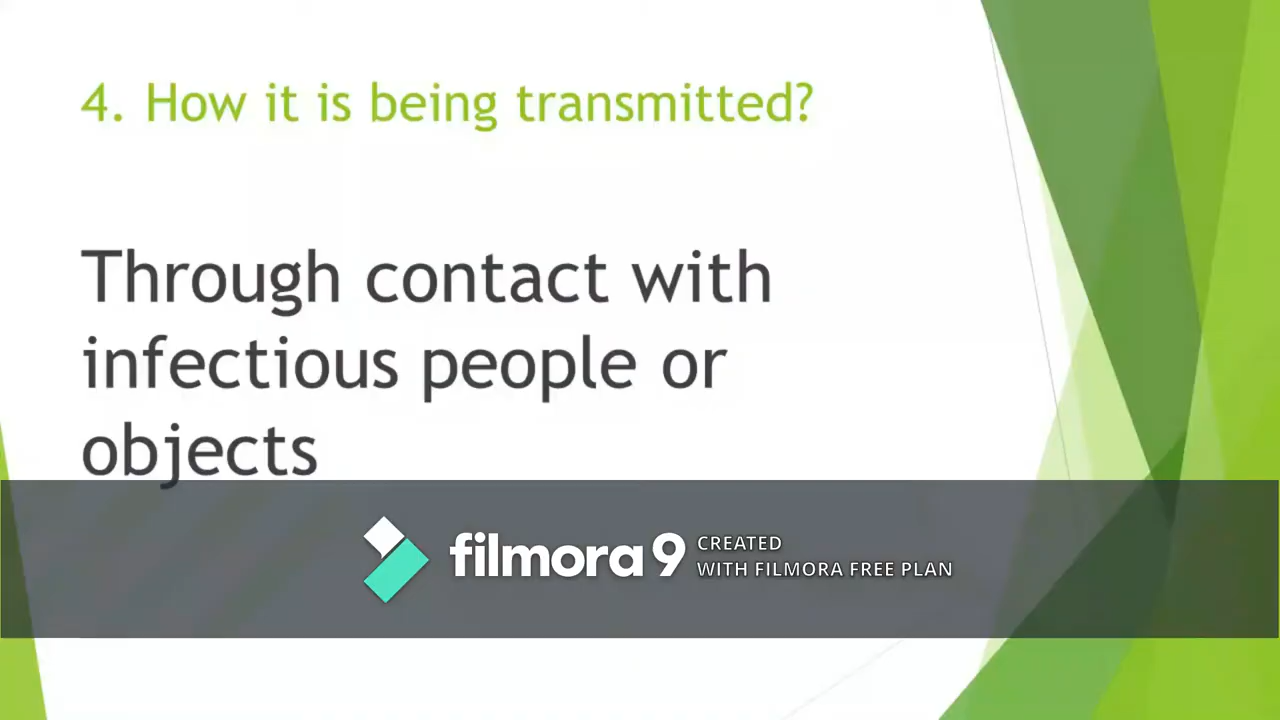 4. How it is being transmitted?
Through contact with
infectious people or
objects
filmora9 CREATED
WITH FILMORA FREE PLAN